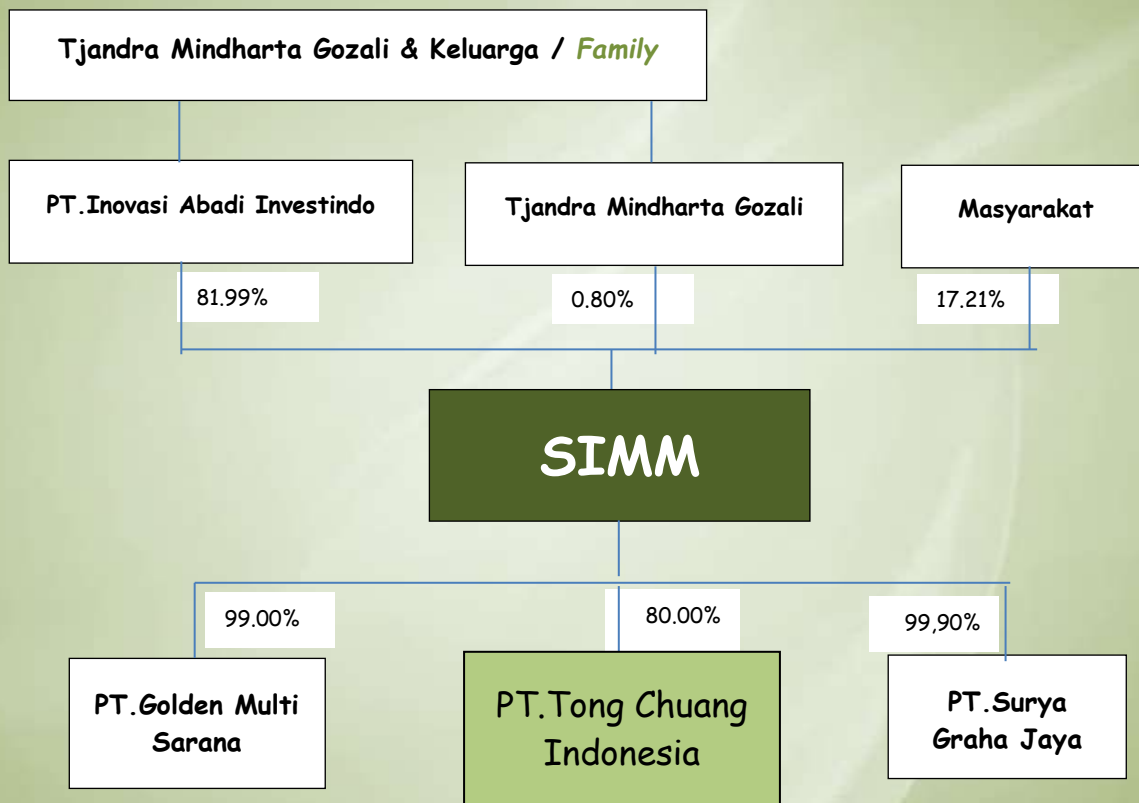 Tjandra Mindharta Gozali & Keluarga / Family
PT.Inovasi Abadi Investindo
Tjandra Mindharta Gozali
Masyarakat
81.99%
0.80%
17.21%
SIMM
99.00%
80.00%
99,90%
PT.Golden Multi
Sarana
PT.Tong Chuang
Indonesia
PT.Surya
Graha Jaya